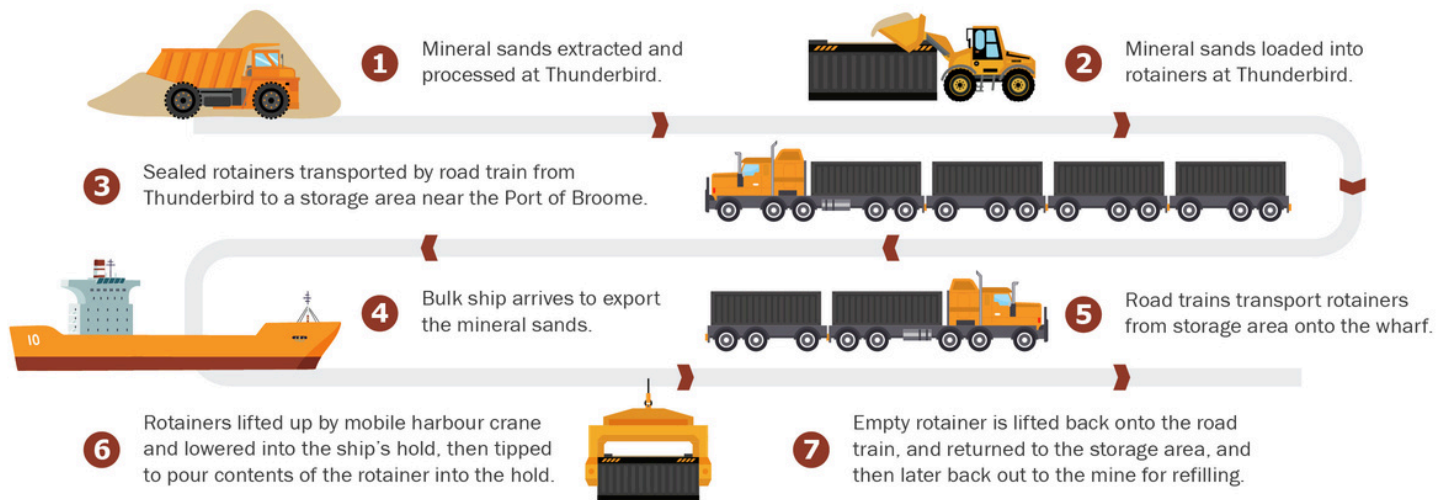 1
Mineral sands extracted and
processed at Thunderbird.
2
Mineral sands loaded into
rotainers at Thunderbird.
3
Sealed rotainers transported by road train from
Thunderbird to a storage area near the Port of Broome.
10
4
Bulk ship arrives to export
the mineral sands.
5
Road trains transport rotainers
from storage area onto the wharf.
6
Rotainers lifted up by mobile harbour crane
and lowered into the ship’s hold, then tipped
to pour contents of the rotainer into the hold.
7
Empty rotainer is lifted back onto the road
train, and returned to the storage area, and
then later back out to the mine for refilling.